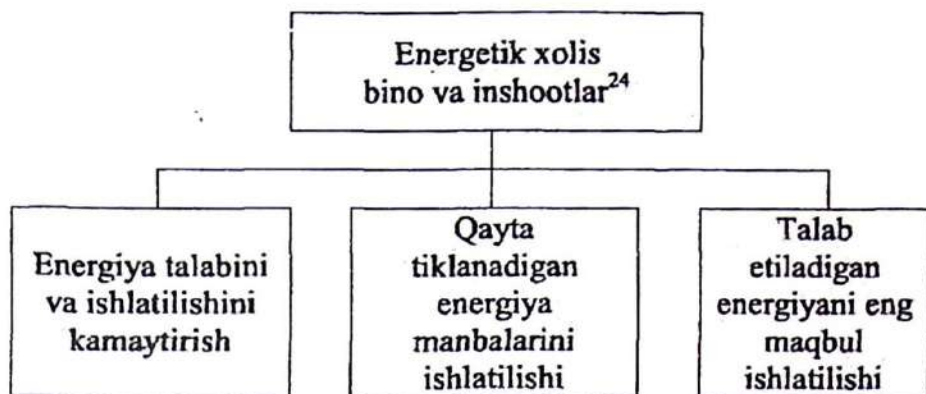 Energetik xolis
bino va inshootlar²⁴
Energiya talabini
va ishlatilishini
kamaytirish
Qayta
tiklanadigan
energiya
manbalarini
ishlatilishi
Talab
etiladigan
energiyani eng
maqbul
ishlatilishi